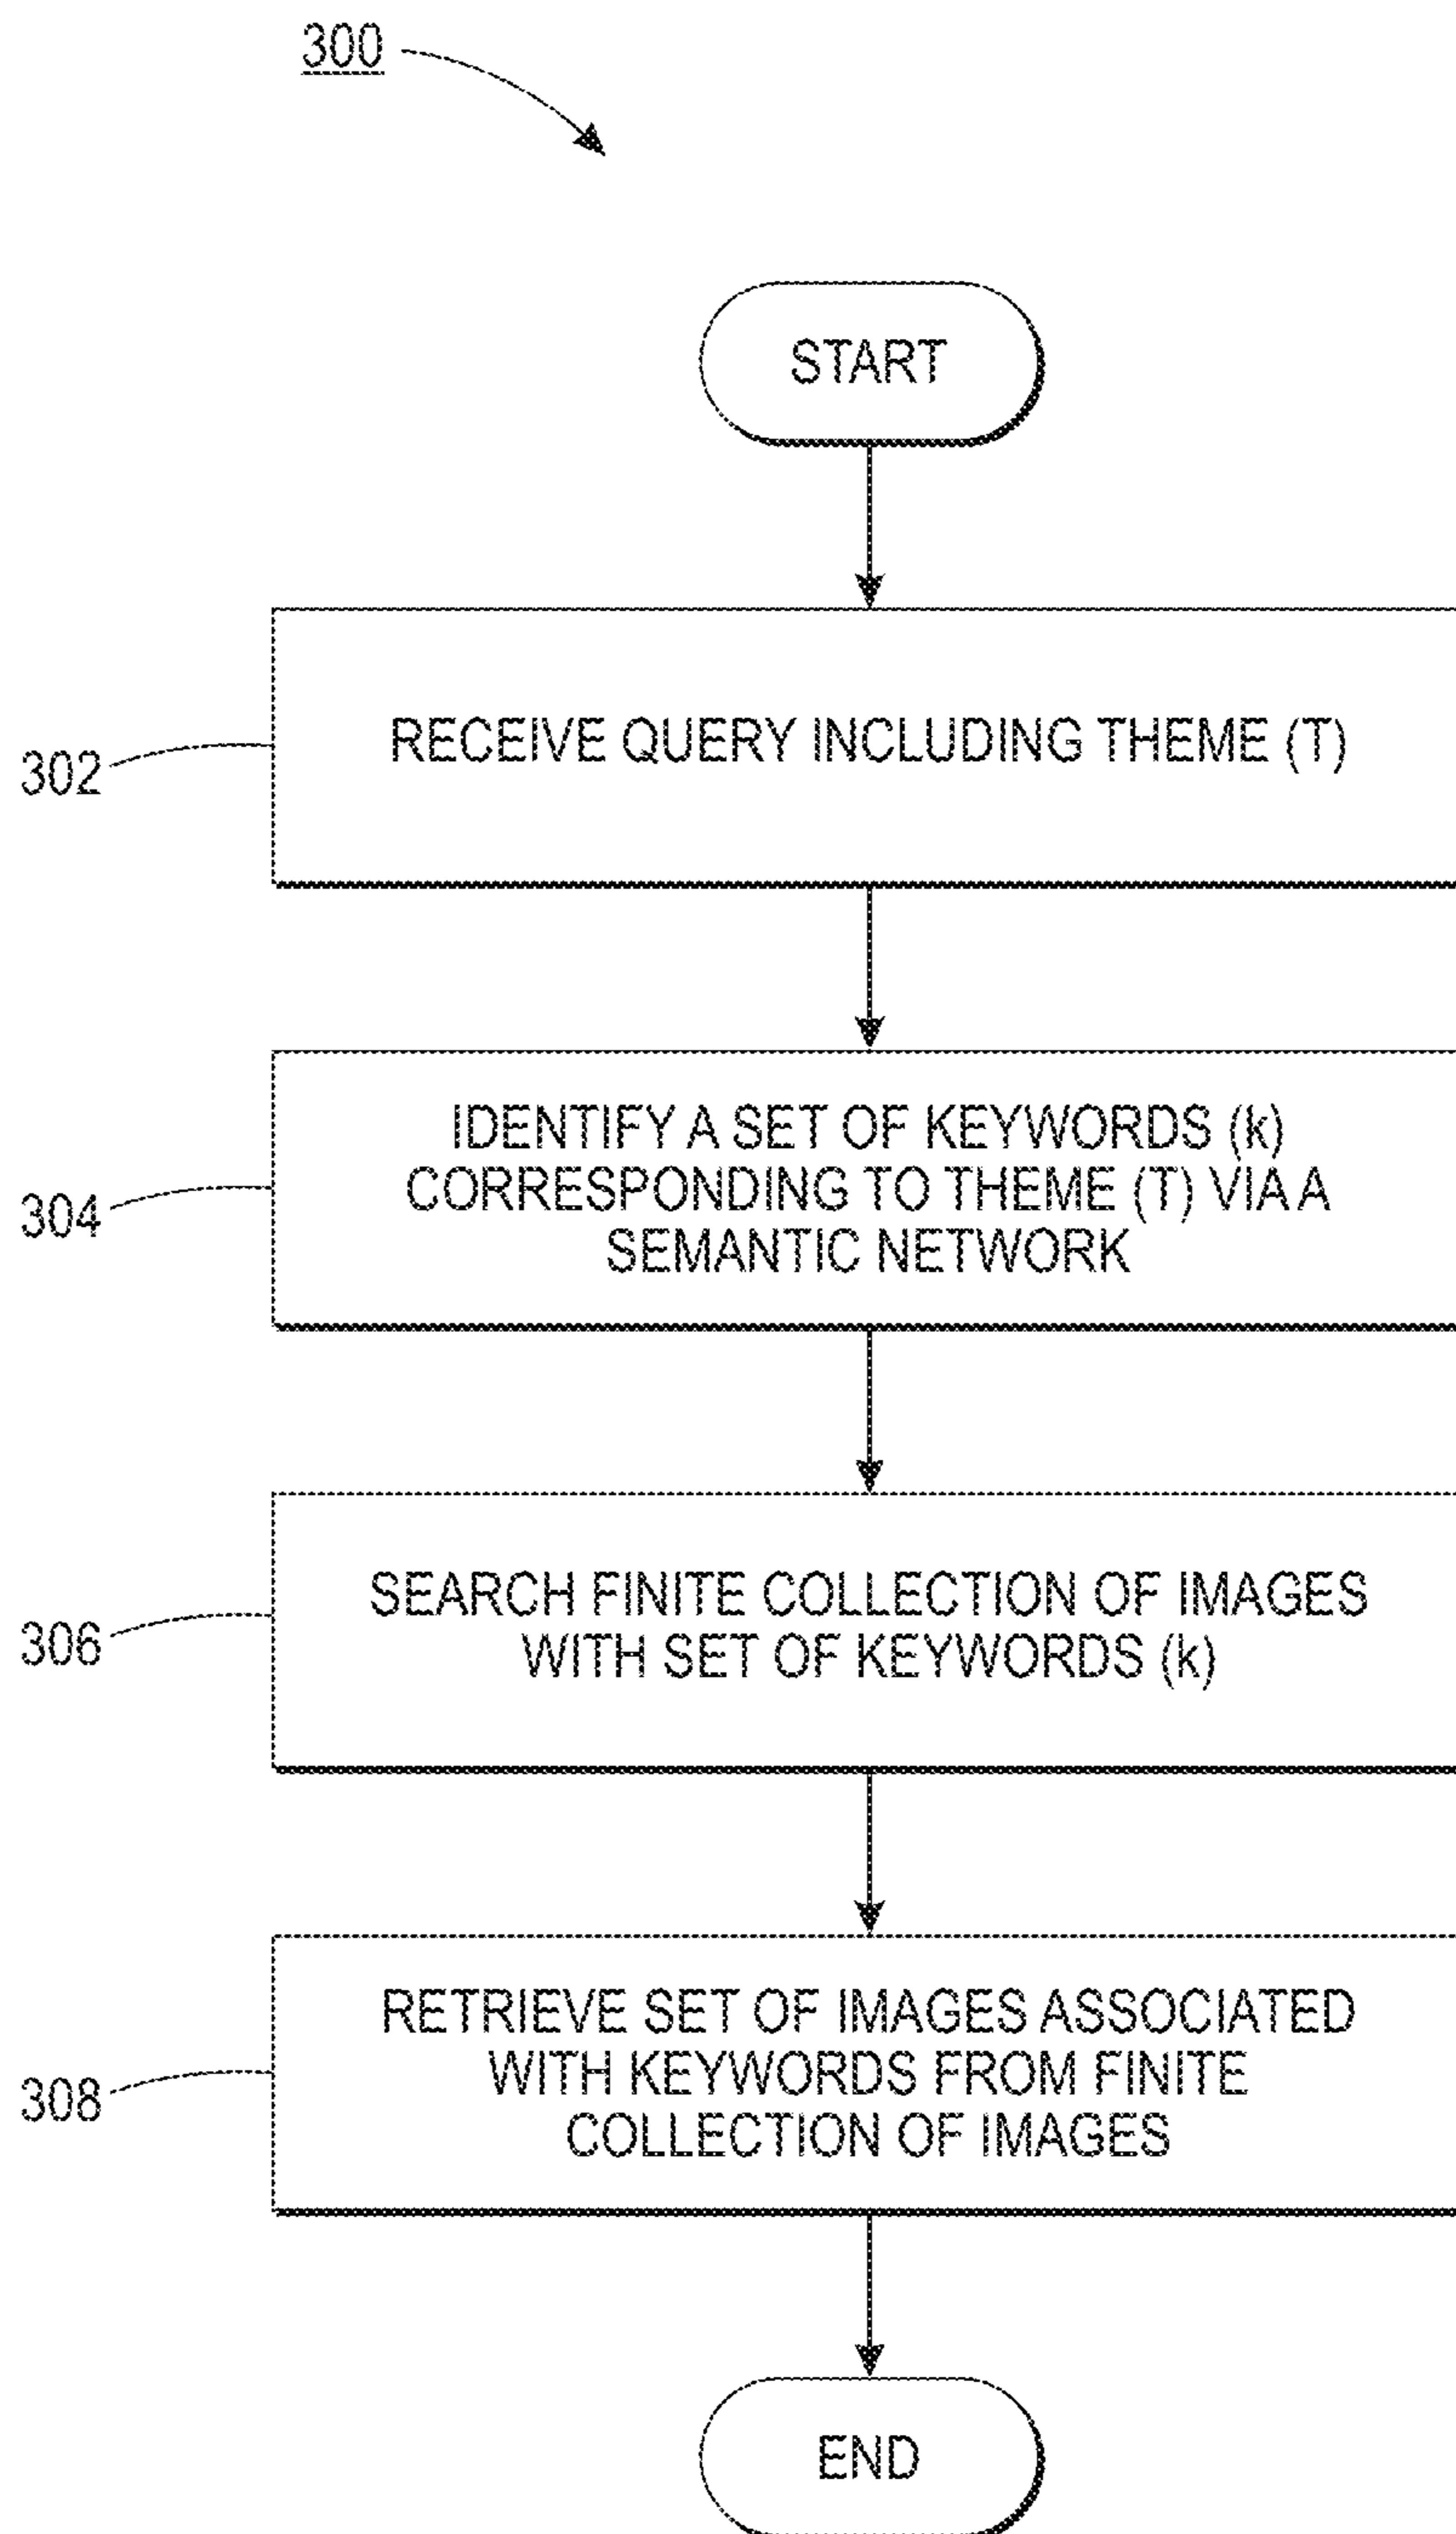 300
START
302
RECEIVE QUERY INCLUDING THEME (T)
304
IDENTIFY A SET OF KEYWORDS (k)
CORRESPONDING TO THEME (T) VIA A
SEMANTIC NETWORK
306
SEARCH FINITE COLLECTION OF IMAGES
WITH SET OF KEYWORDS (k)
308
RETRIEVE SET OF IMAGES ASSOCIATED
WITH KEYWORDS FROM FINITE
COLLECTION OF IMAGES
END